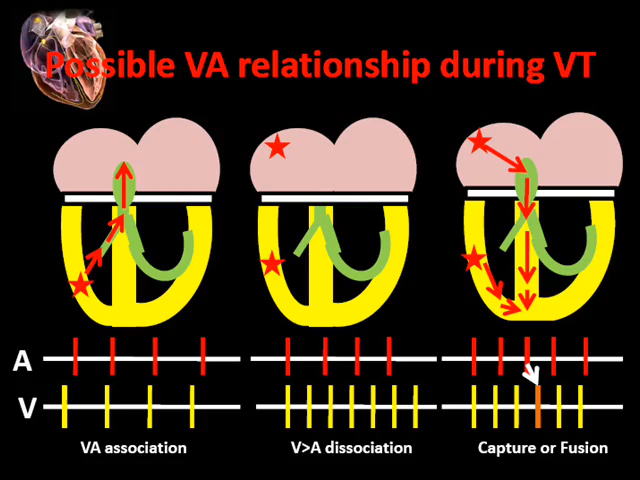 Possible VA relationship during VT
A
V
VA association
V>A dissociation
Capture or Fusion